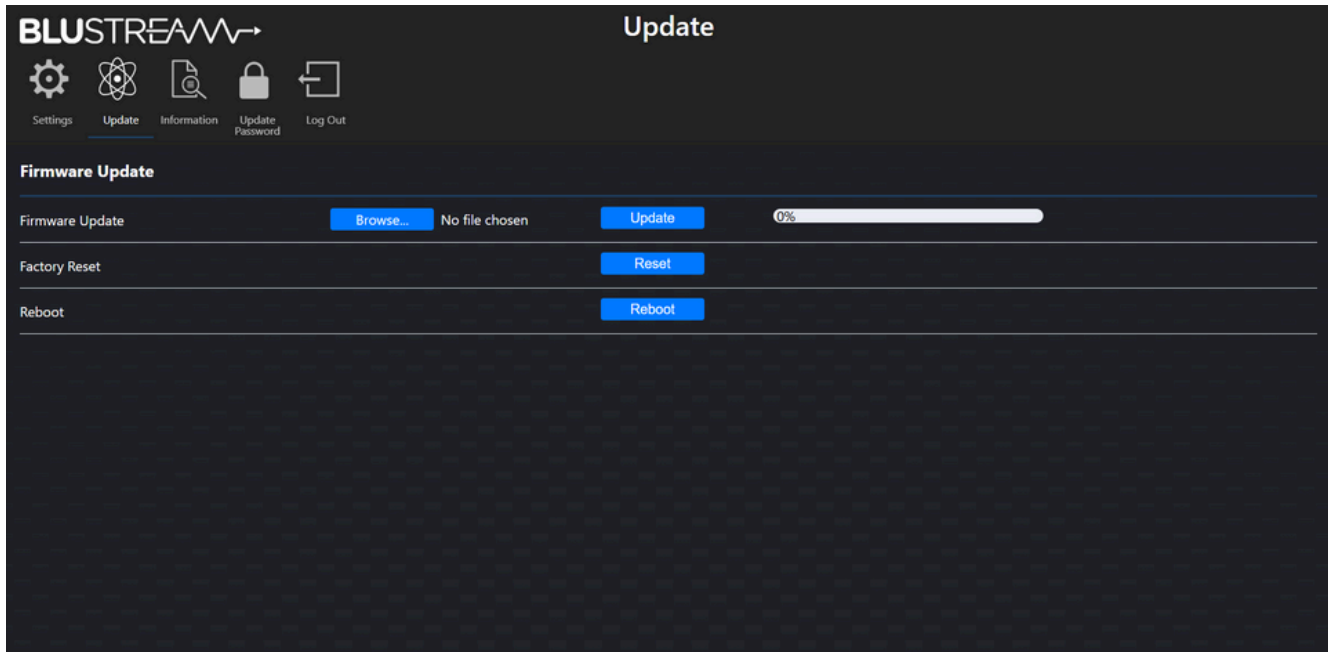 BLUSTREAM
Update
Settings
Update
Information
Update
Password
Log Out
Firmware Update
Firmware Update
Browse...
No file chosen
Update
0%
Factory Reset
Reset
Reboot
Reboot